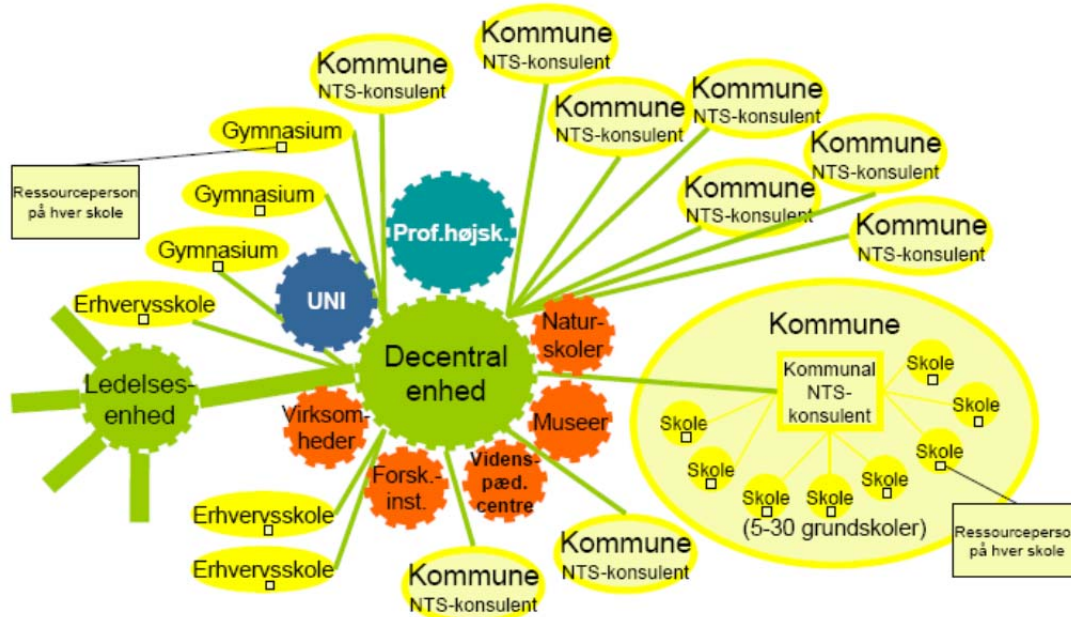 Kommune
NTS-konsulent
Kommune
NTS-konsulent
Kommune
NTS-konsulent
Kommune
NTS-konsulent
Gymnasium
Kommune
NTS-konsulent
Ressourceperson
på hver skole
Gymnasium
Kommune
NTS-konsulent
Prof.højsk.
Kommune
NTS-konsulent
Gymnasium
UNI
Erhvervsskole
Natur-
skoler
Kommune
Decentral
enhed
Ledelses-
enhed
Kommunal
NTS-
konsulent
Skole
Skole
Skole
Skole
Skole
Skole
Skole
Skole
Skole
(5-30 grundskoler)
Virksom-
heder
Museer
Videns-
pæd.
centre
Forsk.-
inst.
Erhvervsskole
Erhvervsskole
Kommune
NTS-konsulent
Kommune
NTS-konsulent
Ressourceperso
på hver skole